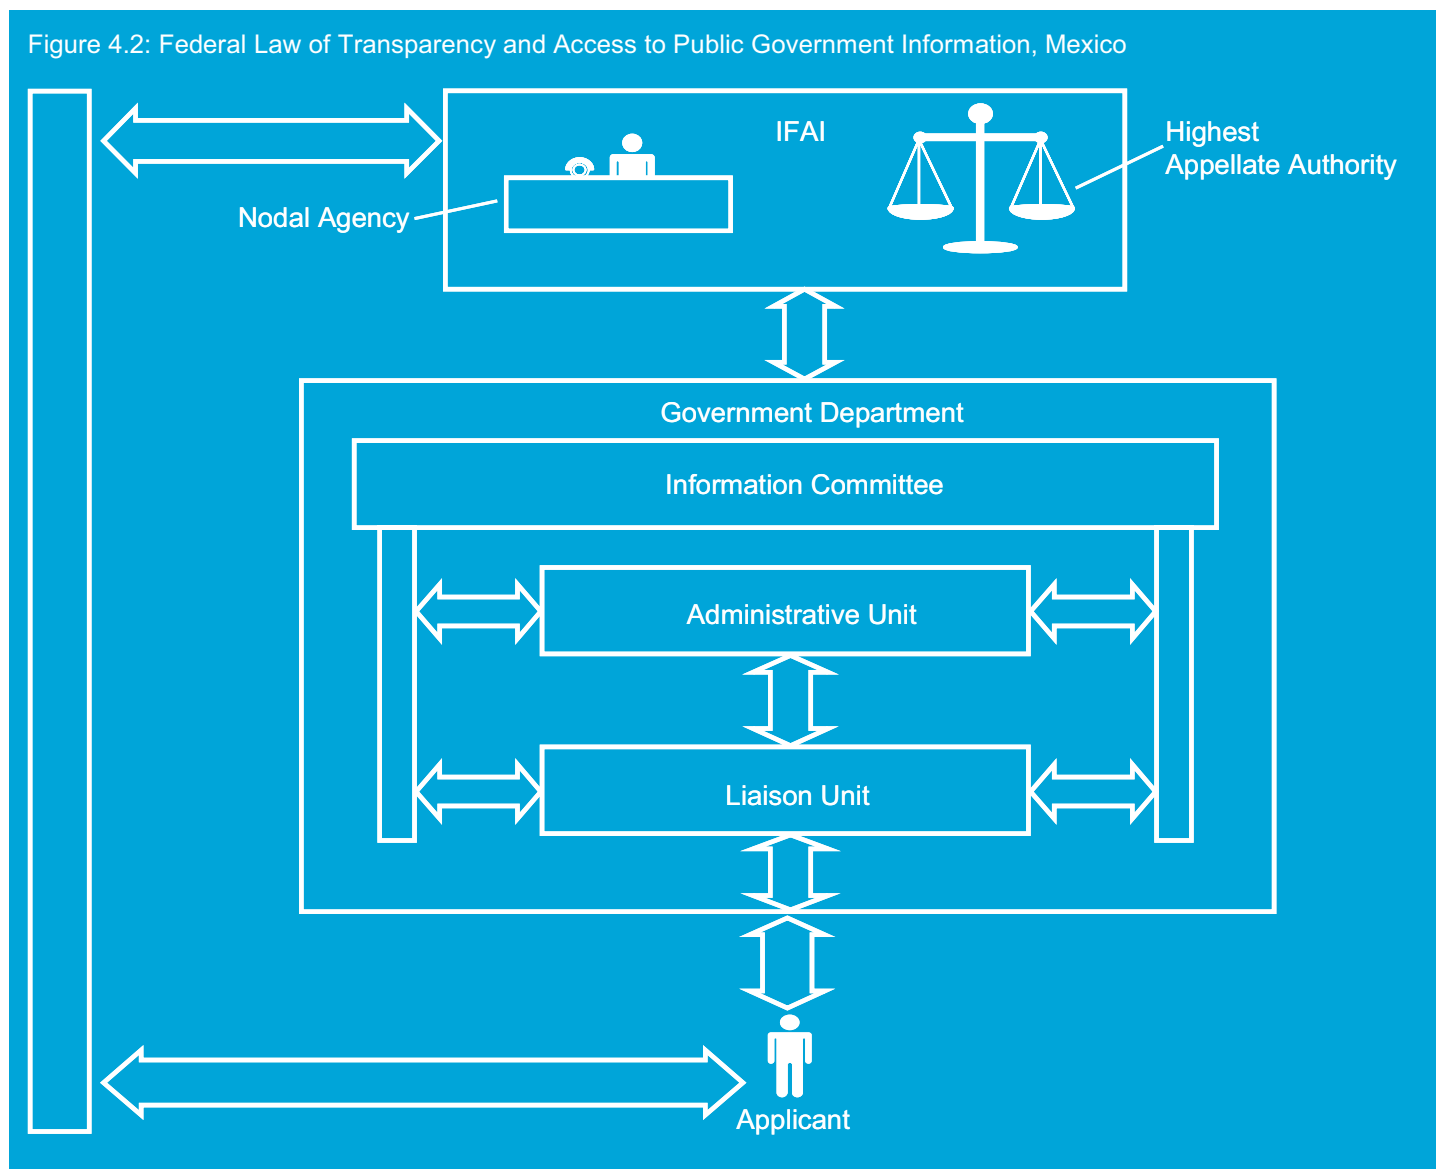 Figure 4.2: Federal Law of Transparency and Access to Public Government Information, Mexico
IFAI
Highest
Appellate Authority
Nodal Agency
Government Department
Information Committee
Administrative Unit
Liaison Unit
Applicant